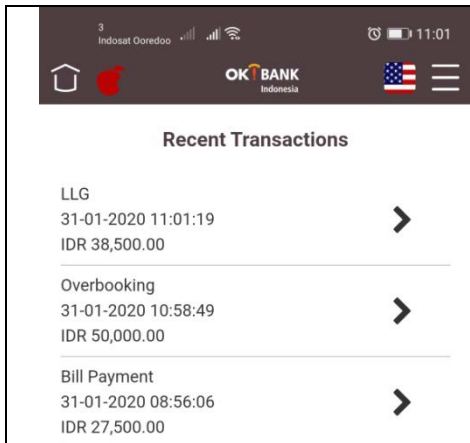 3
Indosat Ooredoo
11:01
OK! BANK
Indonesia
Recent Transactions
LLG
31-01-2020 11:01:19
IDR 38,500.00
Overbooking
31-01-2020 10:58:49
IDR 50,000.00
Bill Payment
31-01-2020 08:56:06
IDR 27,500.00